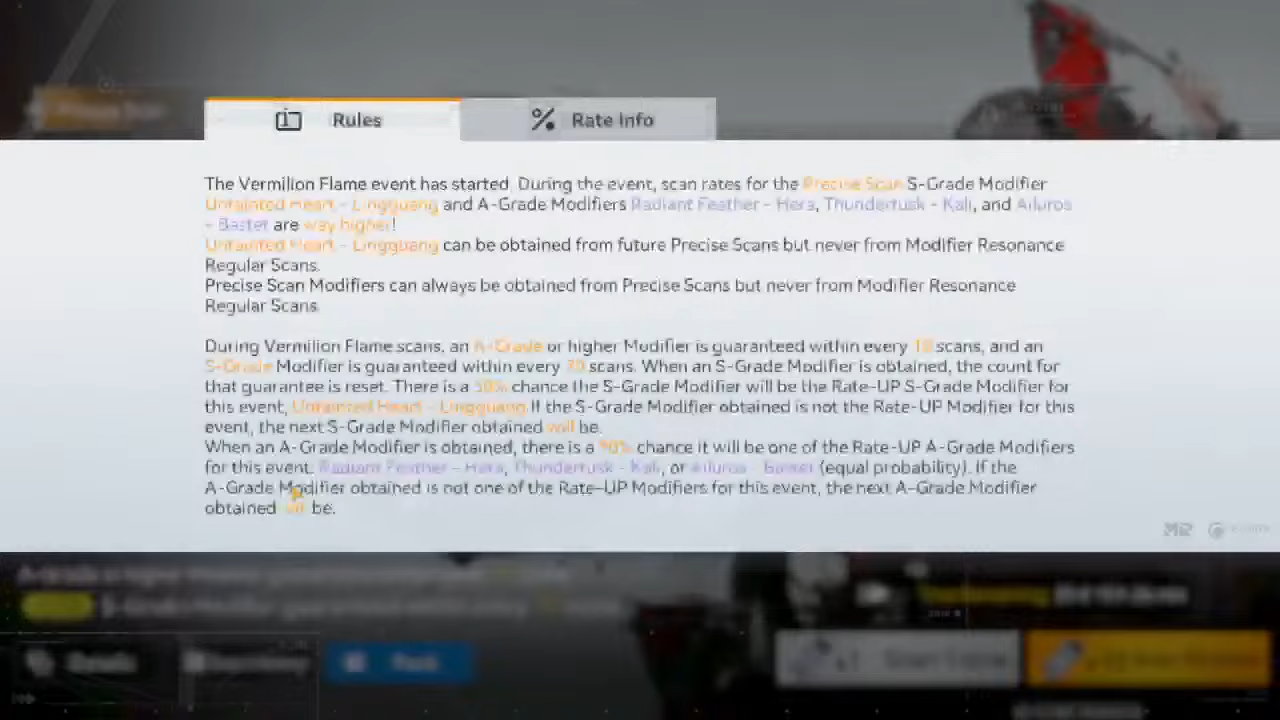 Rules
Rate Info
The Vermilion Flame event has started. During the event, scan rates for the Precise Scan S-Grade Modifier
Untainted Heart - Lingguang and A-Grade Modifiers Radiant Feather - Hera, Thundertusk - Kali, and Ailuros
- Bastet are way higher!
Untainted Heart - Lingguang can be obtained from future Precise Scans but never from Modifier Resonance
Regular Scans.
Precise Scan Modifiers can always be obtained from Precise Scans but never from Modifier Resonance
Regular Scans.
During Vermilion Flame scans, an A-Grade or higher Modifier is guaranteed within every 10 scans, and an
S-Grade Modifier is guaranteed within every 70 scans. When an S-Grade Modifier is obtained, the count for
that guarantee is reset. There is a 50% chance the S-Grade Modifier will be the Rate-UP S-Grade Modifier for
this event, Untainted Heart - Lingguang If the S-Grade Modifier obtained is not the Rate-UP Modifier for this
event, the next S-Grade Modifier obtained will be.
When an A-Grade Modifier is obtained, there is a chance it will be one of the Rate-UP A-Grade Modifiers
for this event, Radiant Feather - Hera, Thundertusk - Kali, or Ailuros - Bastet (equal probability). If the
A-Grade Modifier obtained is not one of the Rate-UP Modifiers for this event, the next A-Grade Modifier
obtained will be.
Details
Pack